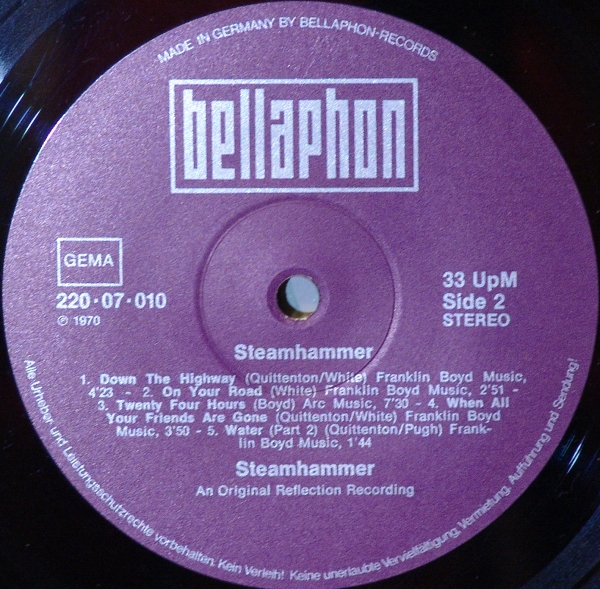 MADE IN GERMANY BY BELLAPHON-RECORDS
bellaphon
GEMA
220·07·010
℗ 1970
33 UpM
Side 2
STEREO
Steamhammer
1. Down The Highway (Quittenton/White) Franklin Boyd Music,
4'23 - 2. On Your Road (White) Franklin Boyd Music, 2'51 -
3. Twenty Four Hours (Boyd) Arc Music, 7'30 - 4. When All
Your Friends Are Gone (Quittenton/White) Franklin Boyd
Music, 3'50 - 5. Water (Part 2) (Quittenton/Pugh) Frank-
lin Boyd Music, 1'44
Steamhammer
An Original Reflection Recording
Alle Urheber- und Leistungsschutzrechte vorbehalten. Kein Verleih! Keine unerlaubte Vervielfältigung, Vermietung, Aufführung und Sendung!